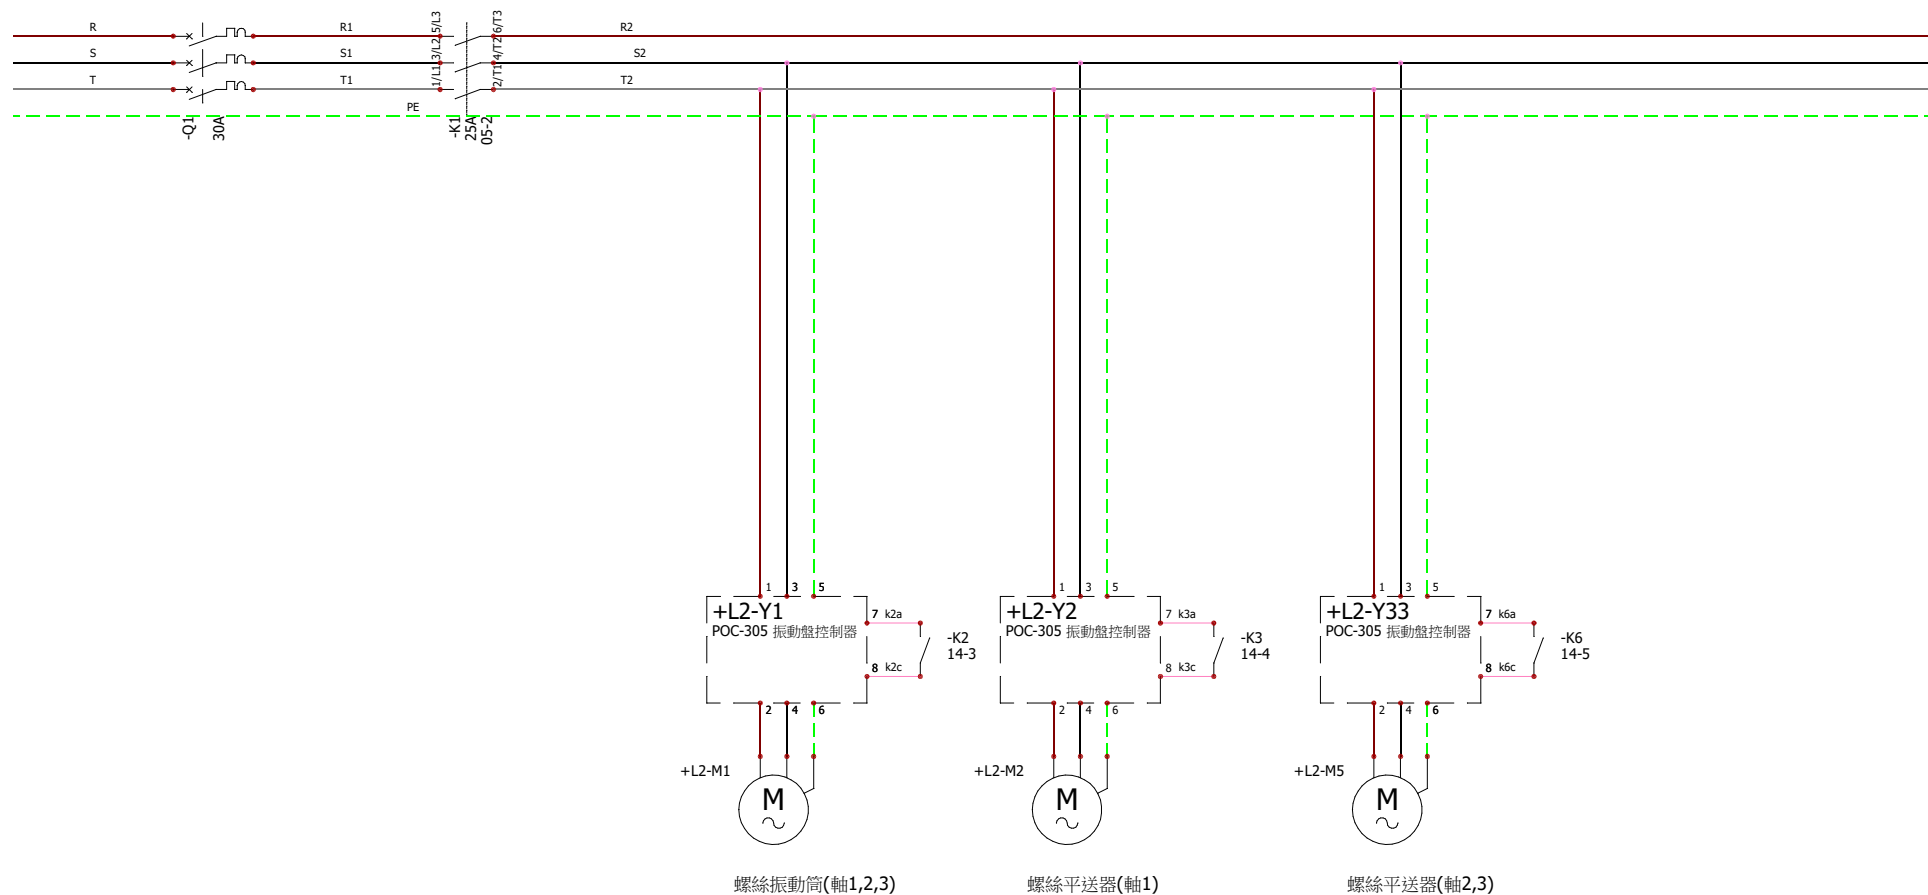 R R1 5/L3 6/T3 R2
S S1 3/L2 4/T2 S2
T T1 1/L1 2/T1 T2
PE
-Q1
30A
-K1
25A
05-2
1 3 5
+L2-Y1
POC-305 振動盤控制器
7 k2a
-K2
14-3
8 k2c
2 4 6
+L2-M1
M
螺絲振動筒(軸1,2,3)
1 3 5
+L2-Y2
POC-305 振動盤控制器
7 k3a
-K3
14-4
8 k3c
2 4 6
+L2-M2
M
螺絲平送器(軸1)
1 3 5
+L2-Y33
POC-305 振動盤控制器
7 k6a
-K6
14-5
8 k6c
2 4 6
+L2-M5
M
螺絲平送器(軸2,3)